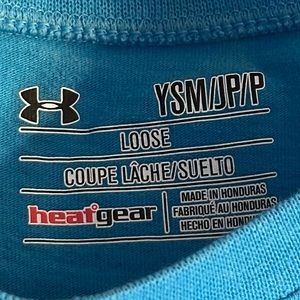 YSM/JP/P
LOOSE
COUPE LÂCHE/SUELTO
heatgear
MADE IN HONDURAS
FABRIQUÉ AU HONDURAS
HECHO EN HONDURAS